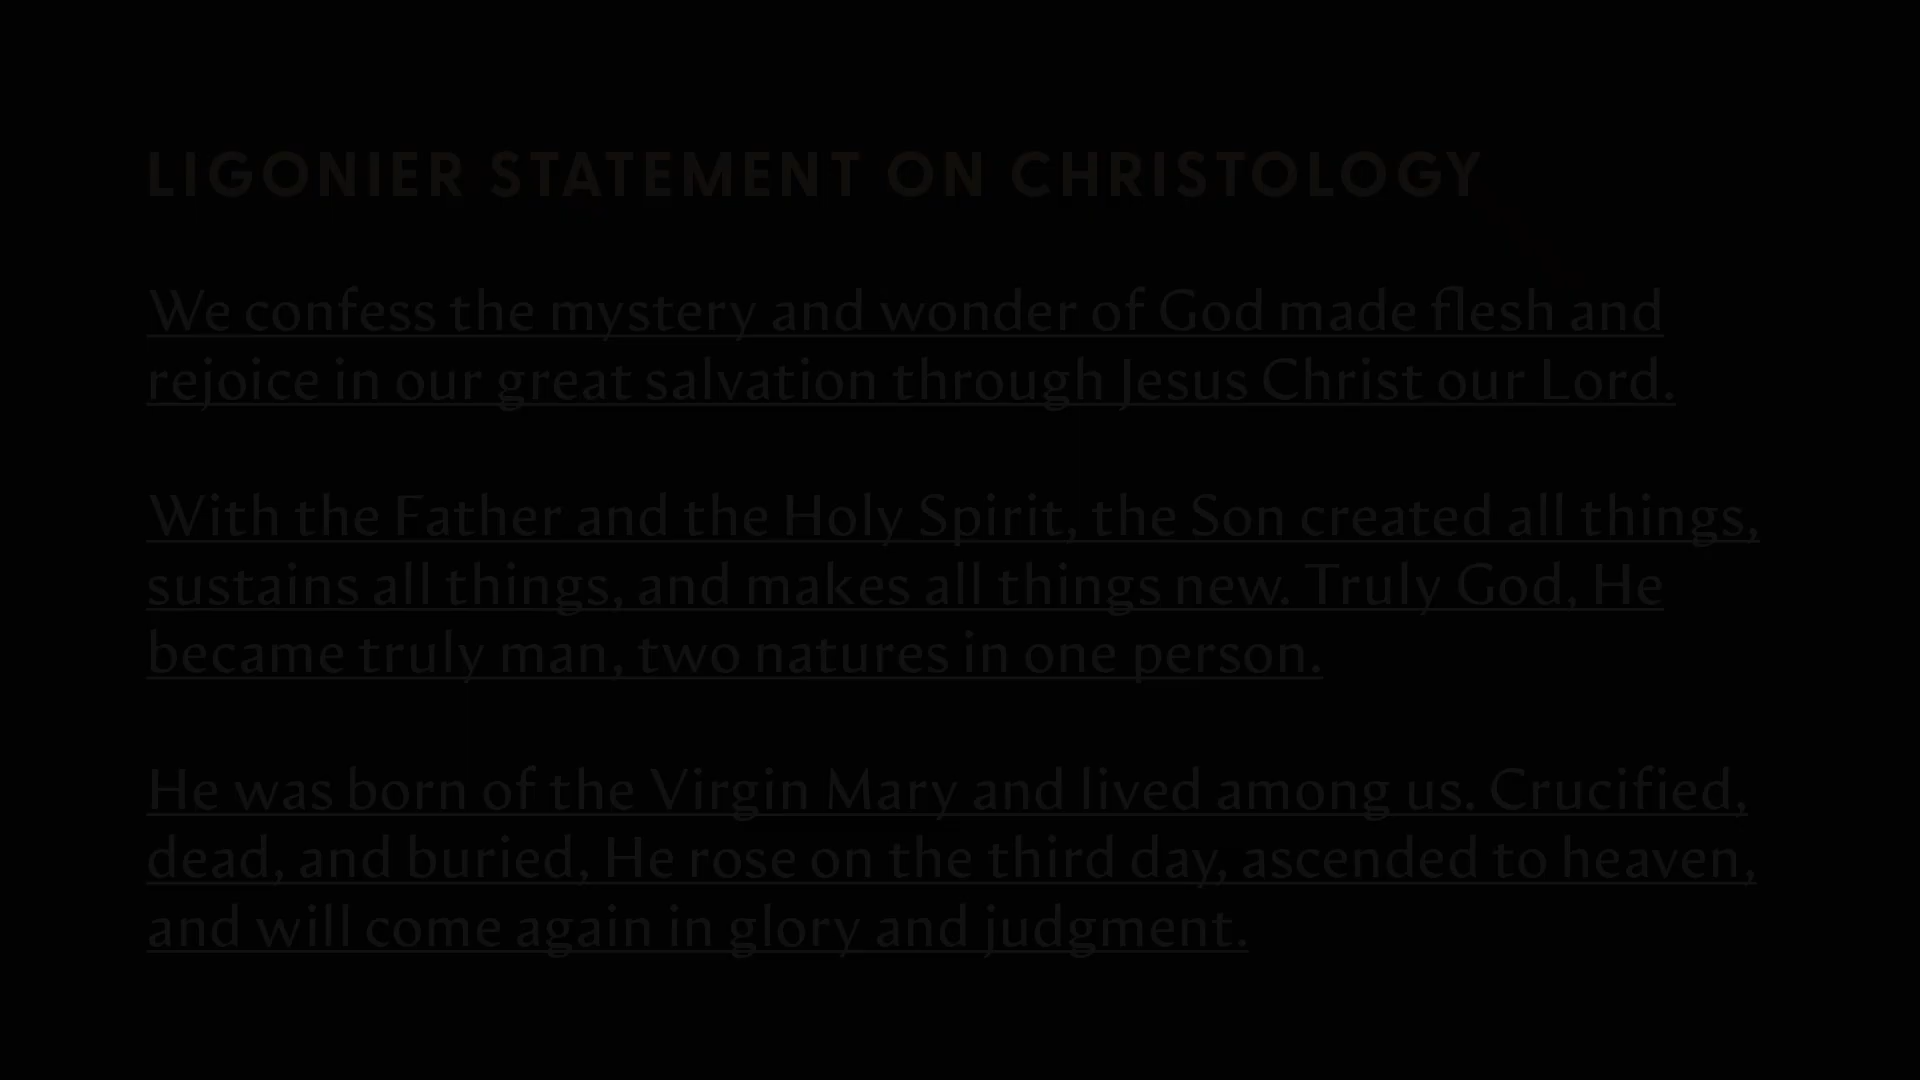 LIGONIER STATEMENT ON CHRISTOLOGY
We confess the mystery and wonder of God made flesh and
rejoice in our great salvation through Jesus Christ our Lord.
With the Father and the Holy Spirit, the Son created all things,
sustains all things, and makes all things new. Truly God, He
became truly man, two natures in one person.
He was born of the Virgin Mary and lived among us. Crucified,
dead, and buried, He rose on the third day, ascended to heaven,
and will come again in glory and judgment.